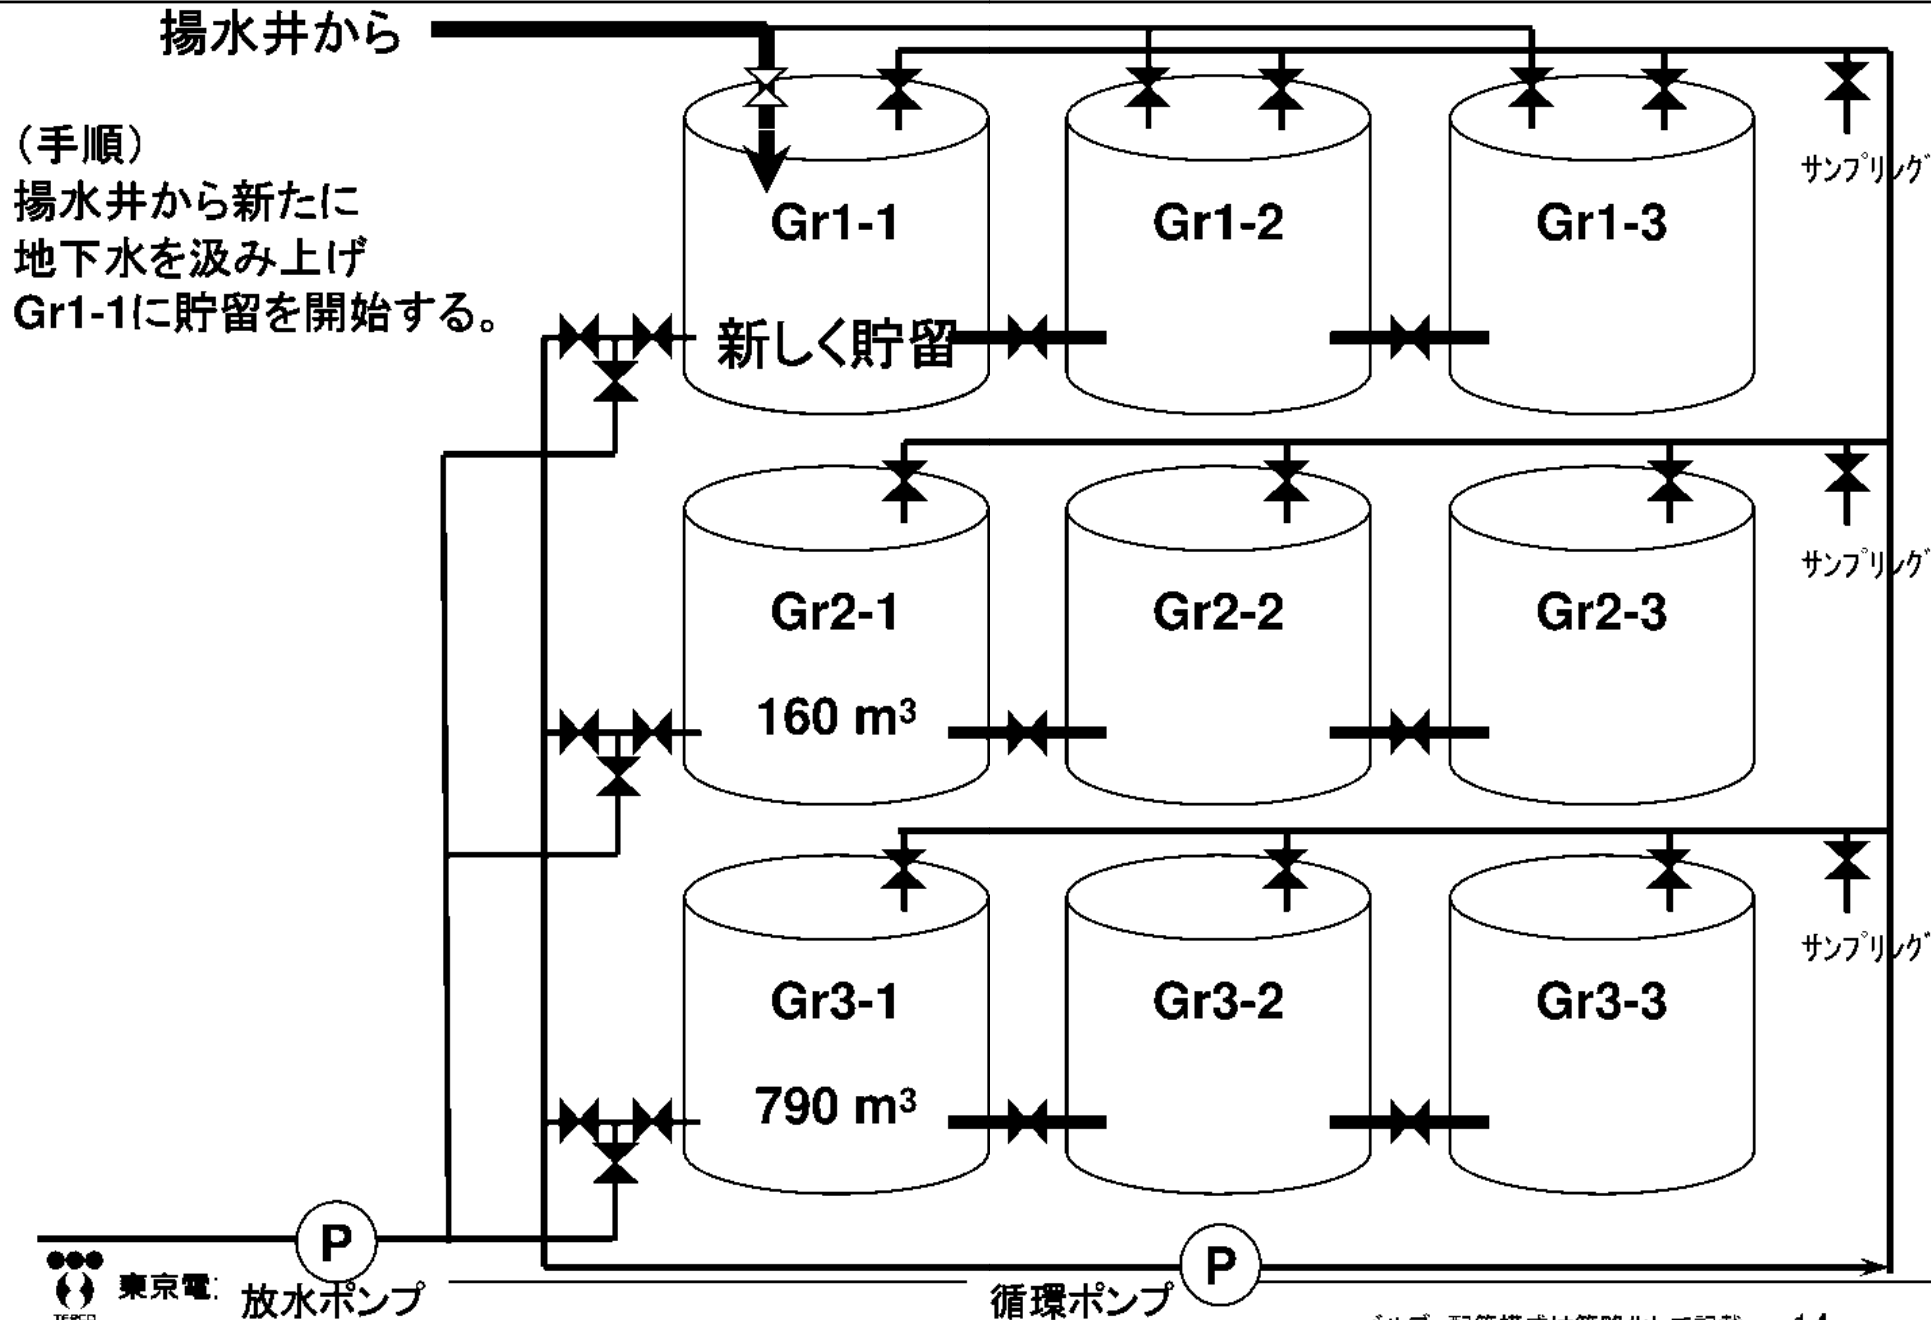 揚水井から
(手順)
揚水井から新たに
地下水を汲み上げ
Gr1-1に貯留を開始する。
サンプリング
Gr1-1
Gr1-2
Gr1-3
新しく貯留
サンプリング
Gr2-1
Gr2-2
Gr2-3
160 m³
サンプリング
Gr3-1
Gr3-2
Gr3-3
790 m³
P
P
東京電
TEPCO
放水ポンプ
循環ポンプ